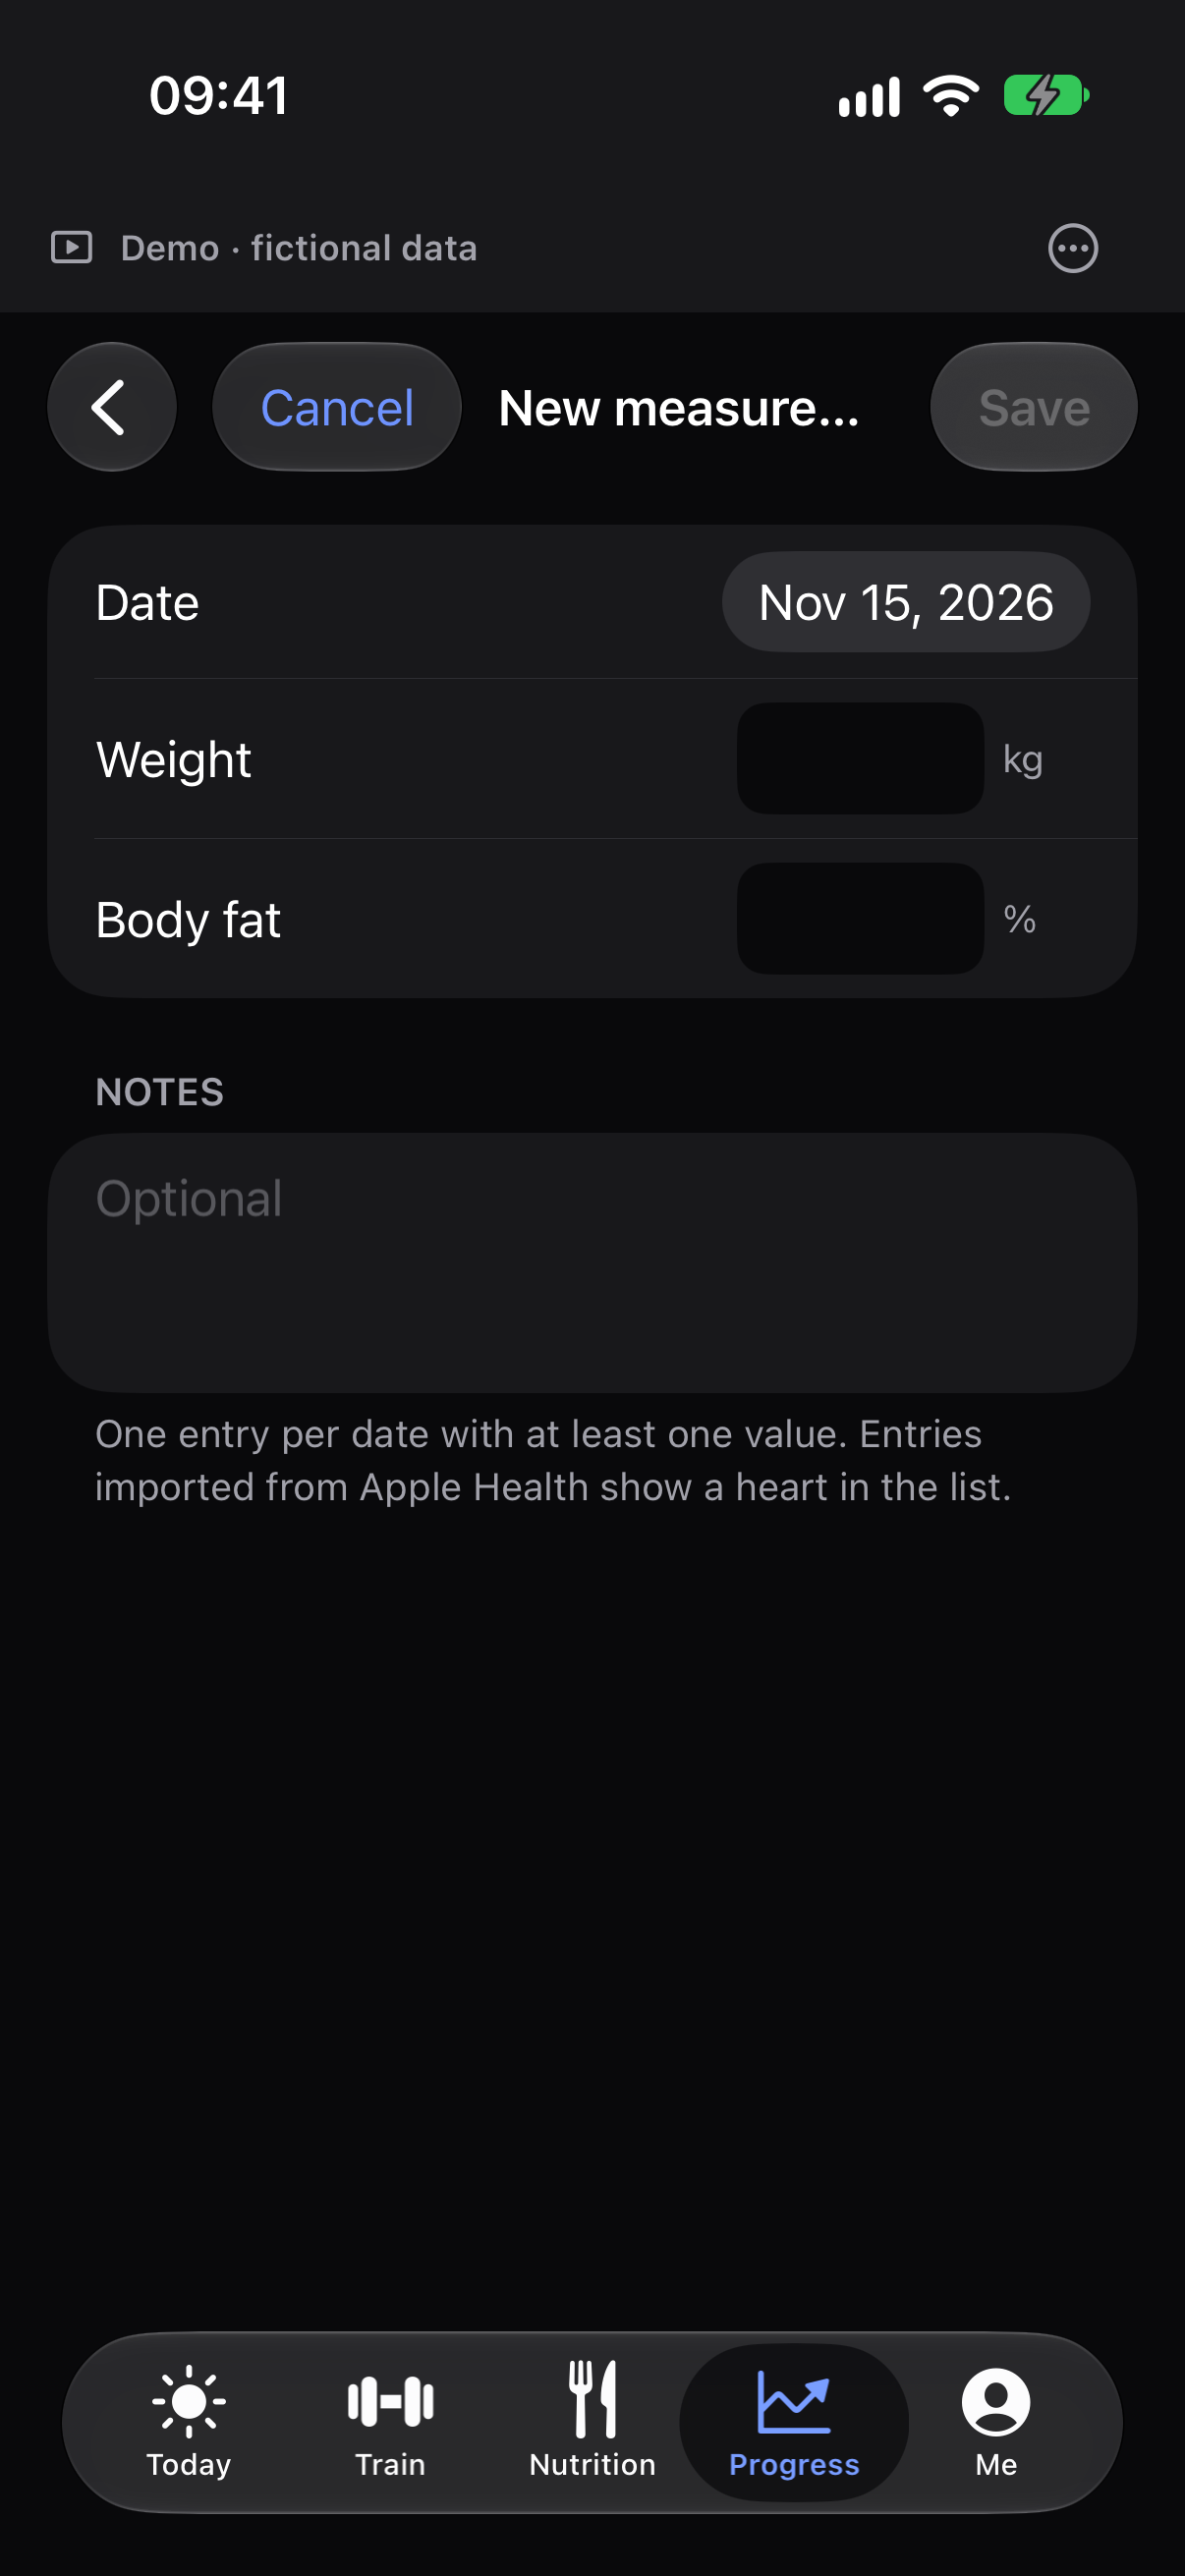 09:41
Demo · fictional data
Cancel
New measure...
Save
Date
Nov 15, 2026
Weight
kg
Body fat
%
NOTES
Optional
One entry per date with at least one value. Entries
imported from Apple Health show a heart in the list.
Today
Train
Nutrition
Progress
Me